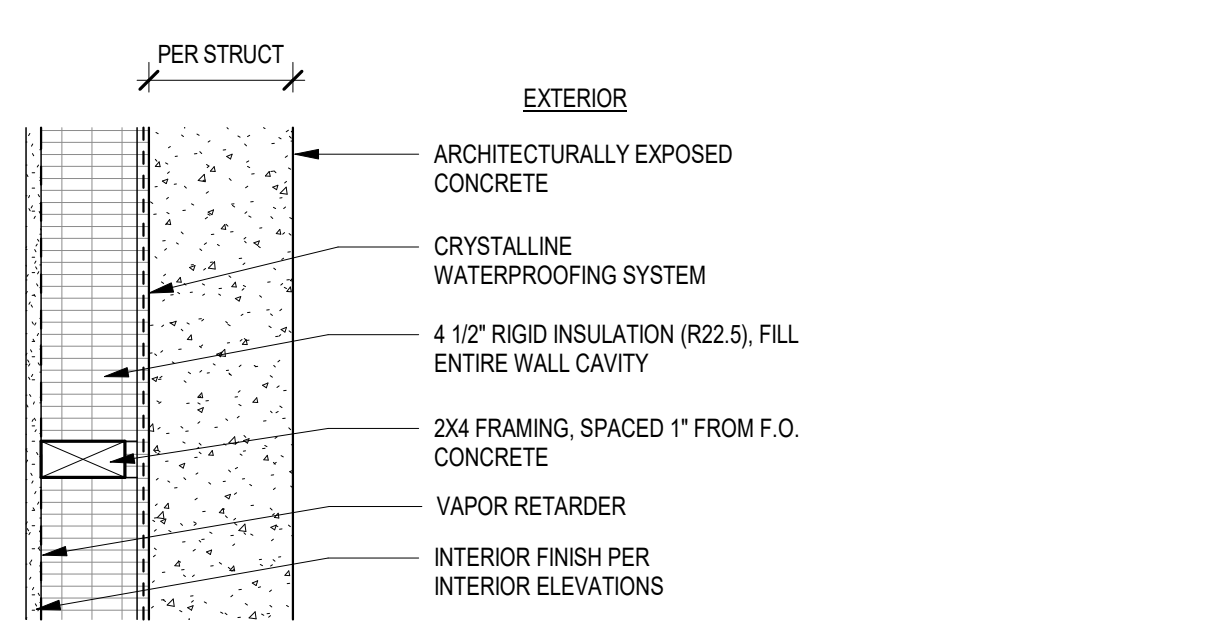 PER STRUCT
EXTERIOR
ARCHITECTURALLY EXPOSED
CONCRETE
CRYSTALLINE
WATERPROOFING SYSTEM
4 1/2" RIGID INSULATION (R22.5), FILL
ENTIRE WALL CAVITY
2X4 FRAMING, SPACED 1" FROM F.O.
CONCRETE
VAPOR RETARDER
INTERIOR FINISH PER
INTERIOR ELEVATIONS